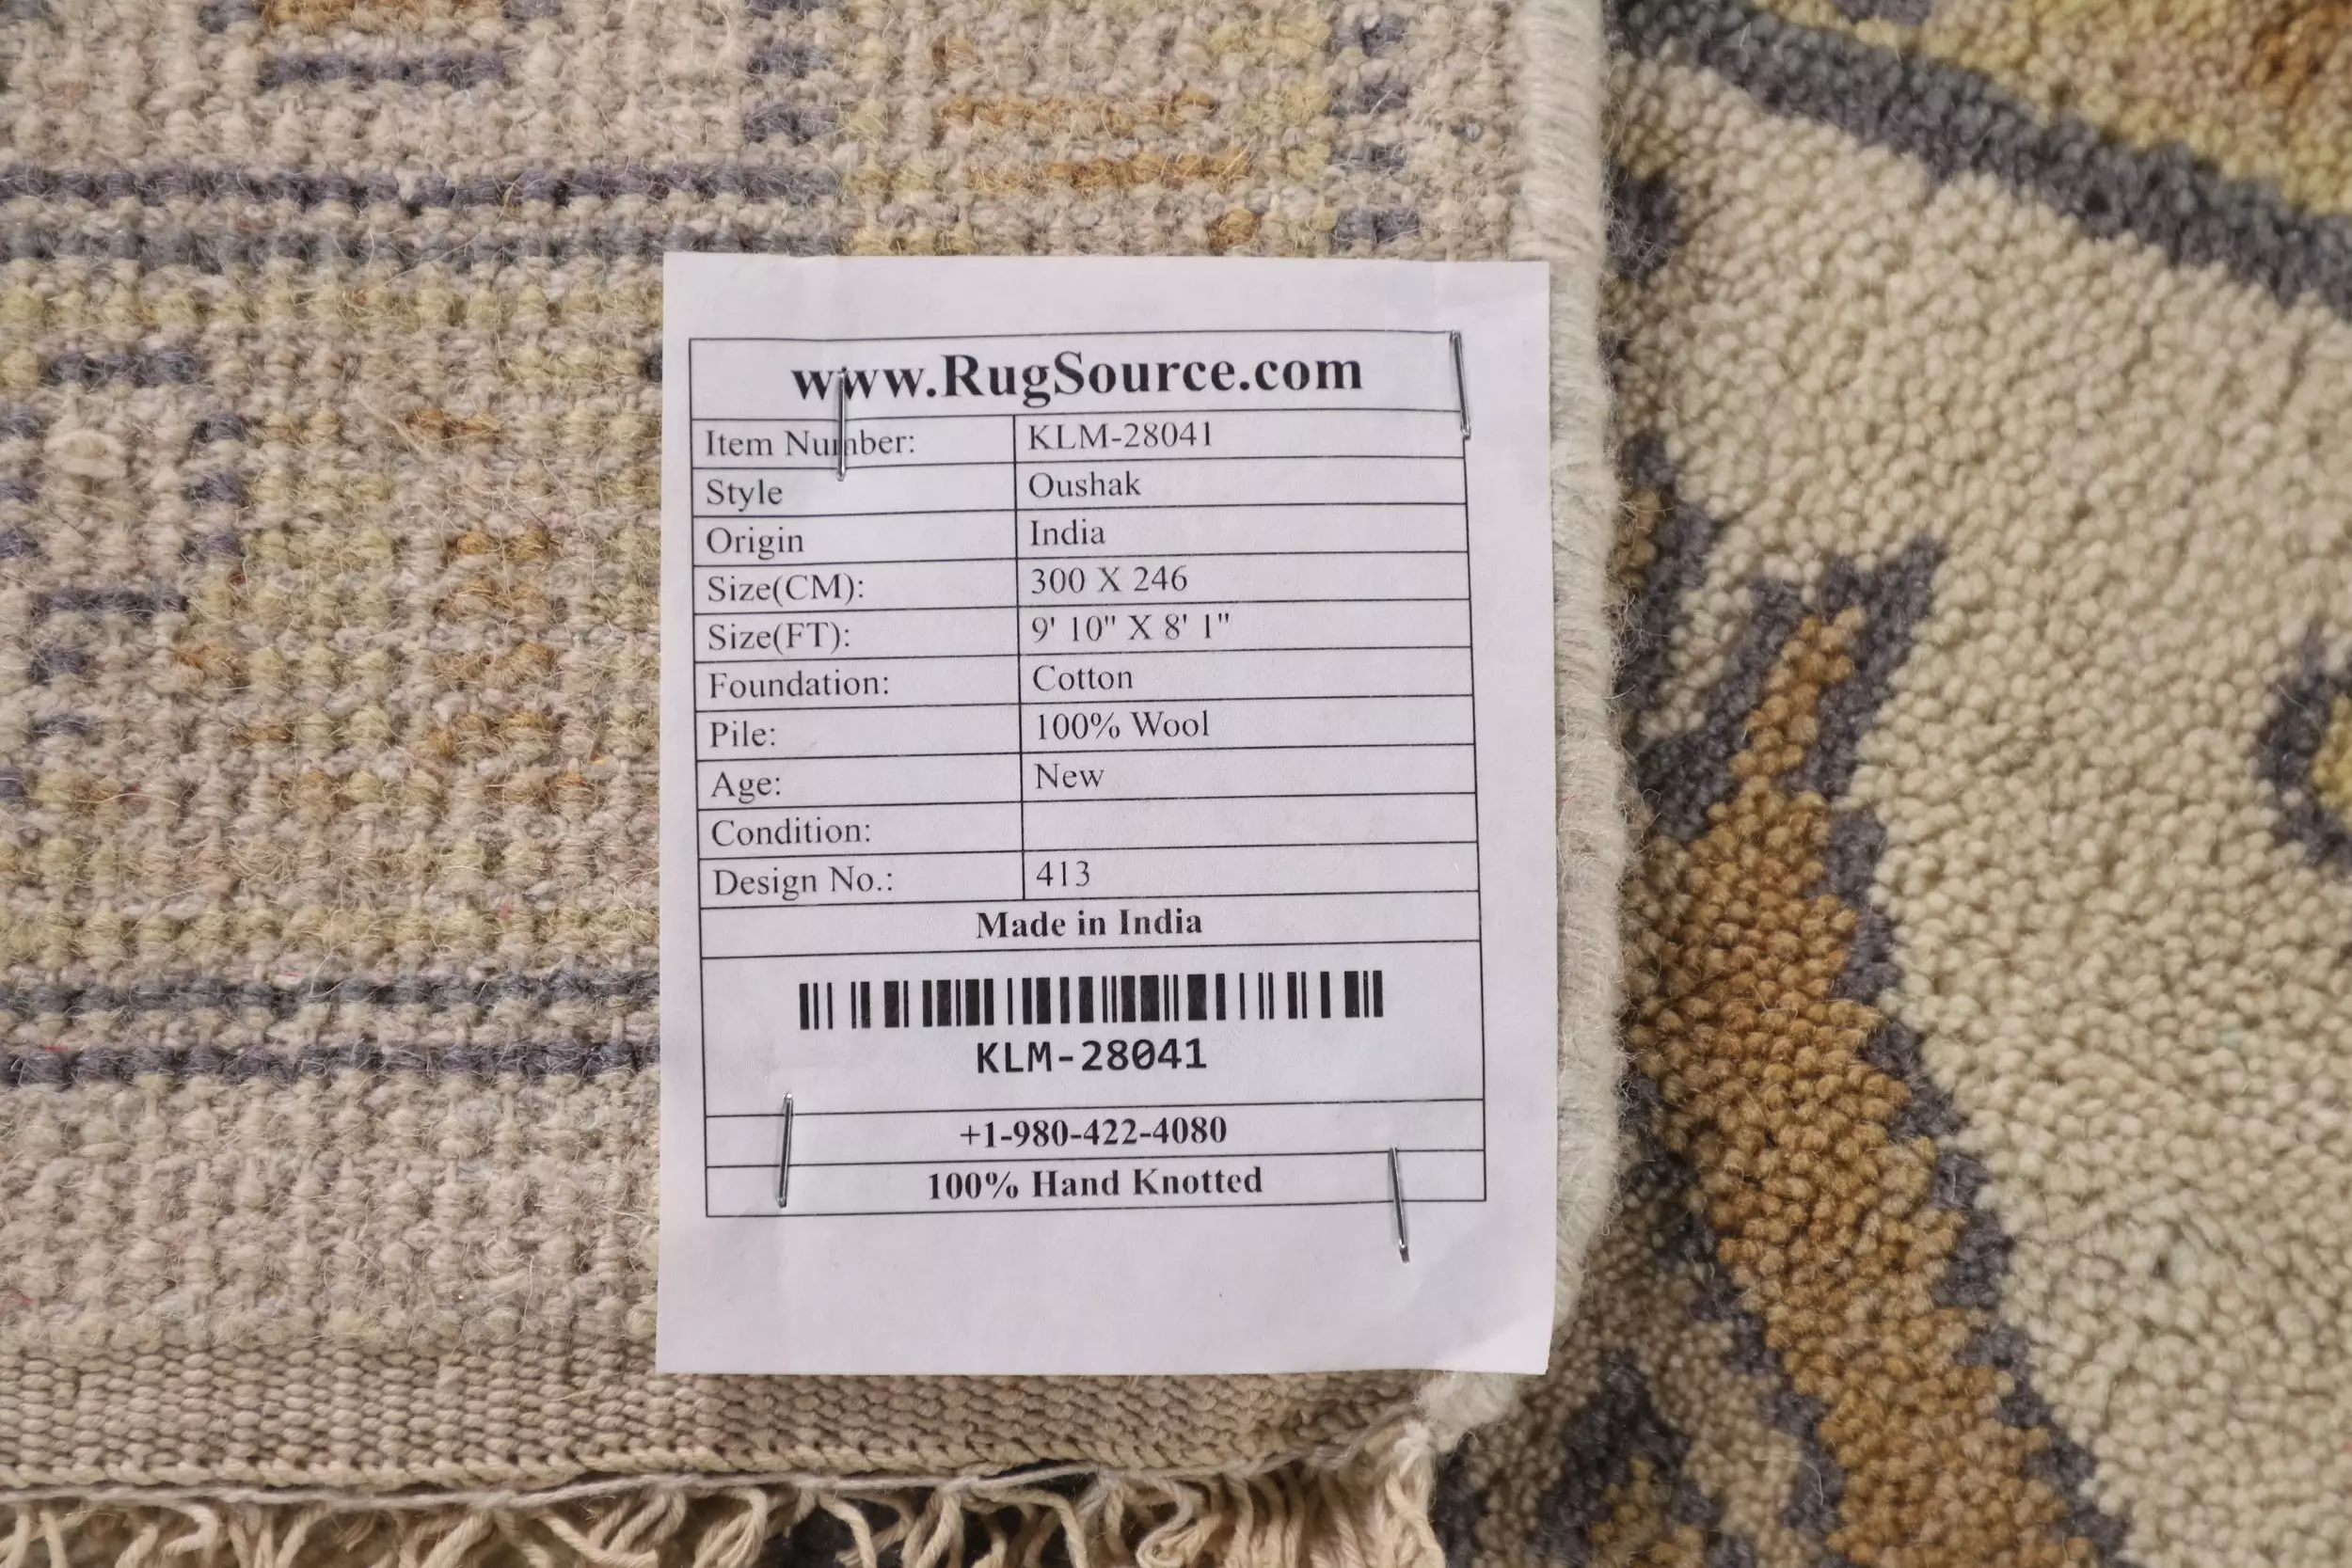 www.RugSource.com
Item Number: KLM-28041
Style Oushak
Origin India
Size(CM): 300 X 246
Size(FT): 9' 10" X 8' 1"
Foundation: Cotton
Pile: 100% Wool
Age: New
Condition:
Design No.: 413
Made in India
KLM-28041
+1-980-422-4080
100% Hand Knotted